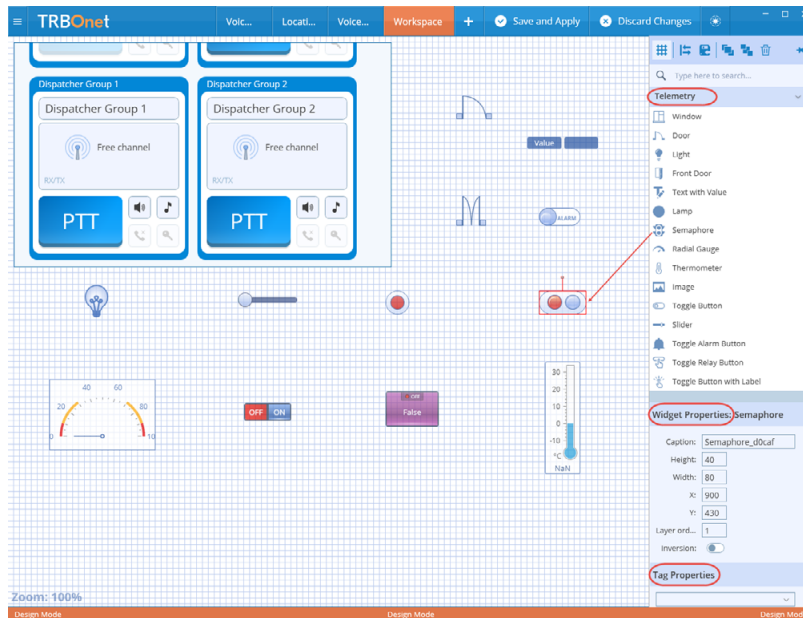 TRBOnet
Voic...
Locati...
Voice...
Workspace
+
Save and Apply
Discard Changes
Dispatcher Group 1
Dispatcher Group 2
Dispatcher Group 1
Dispatcher Group 2
Free channel
Free channel
RX/TX
RX/TX
PTT
PTT
Value
ALARM
20
40
60
80
10
OFF
ON
OFF
False
30
20
10
0
-10
°C
NaN
Zoom: 100%
Type here to search...
Telemetry
Window
Door
Light
Front Door
Text with Value
Lamp
Semaphore
Radial Gauge
Thermometer
Image
Toggle Button
Slider
Toggle Alarm Button
Toggle Relay Button
Toggle Button with Label
Widget Properties: Semaphore
Caption: Semaphore_d0caf
Height: 40
Width: 80
X: 900
Y: 430
Layer ord... 1
Inversion:
Tag Properties
Design Mode
Design Mode
Design Mod